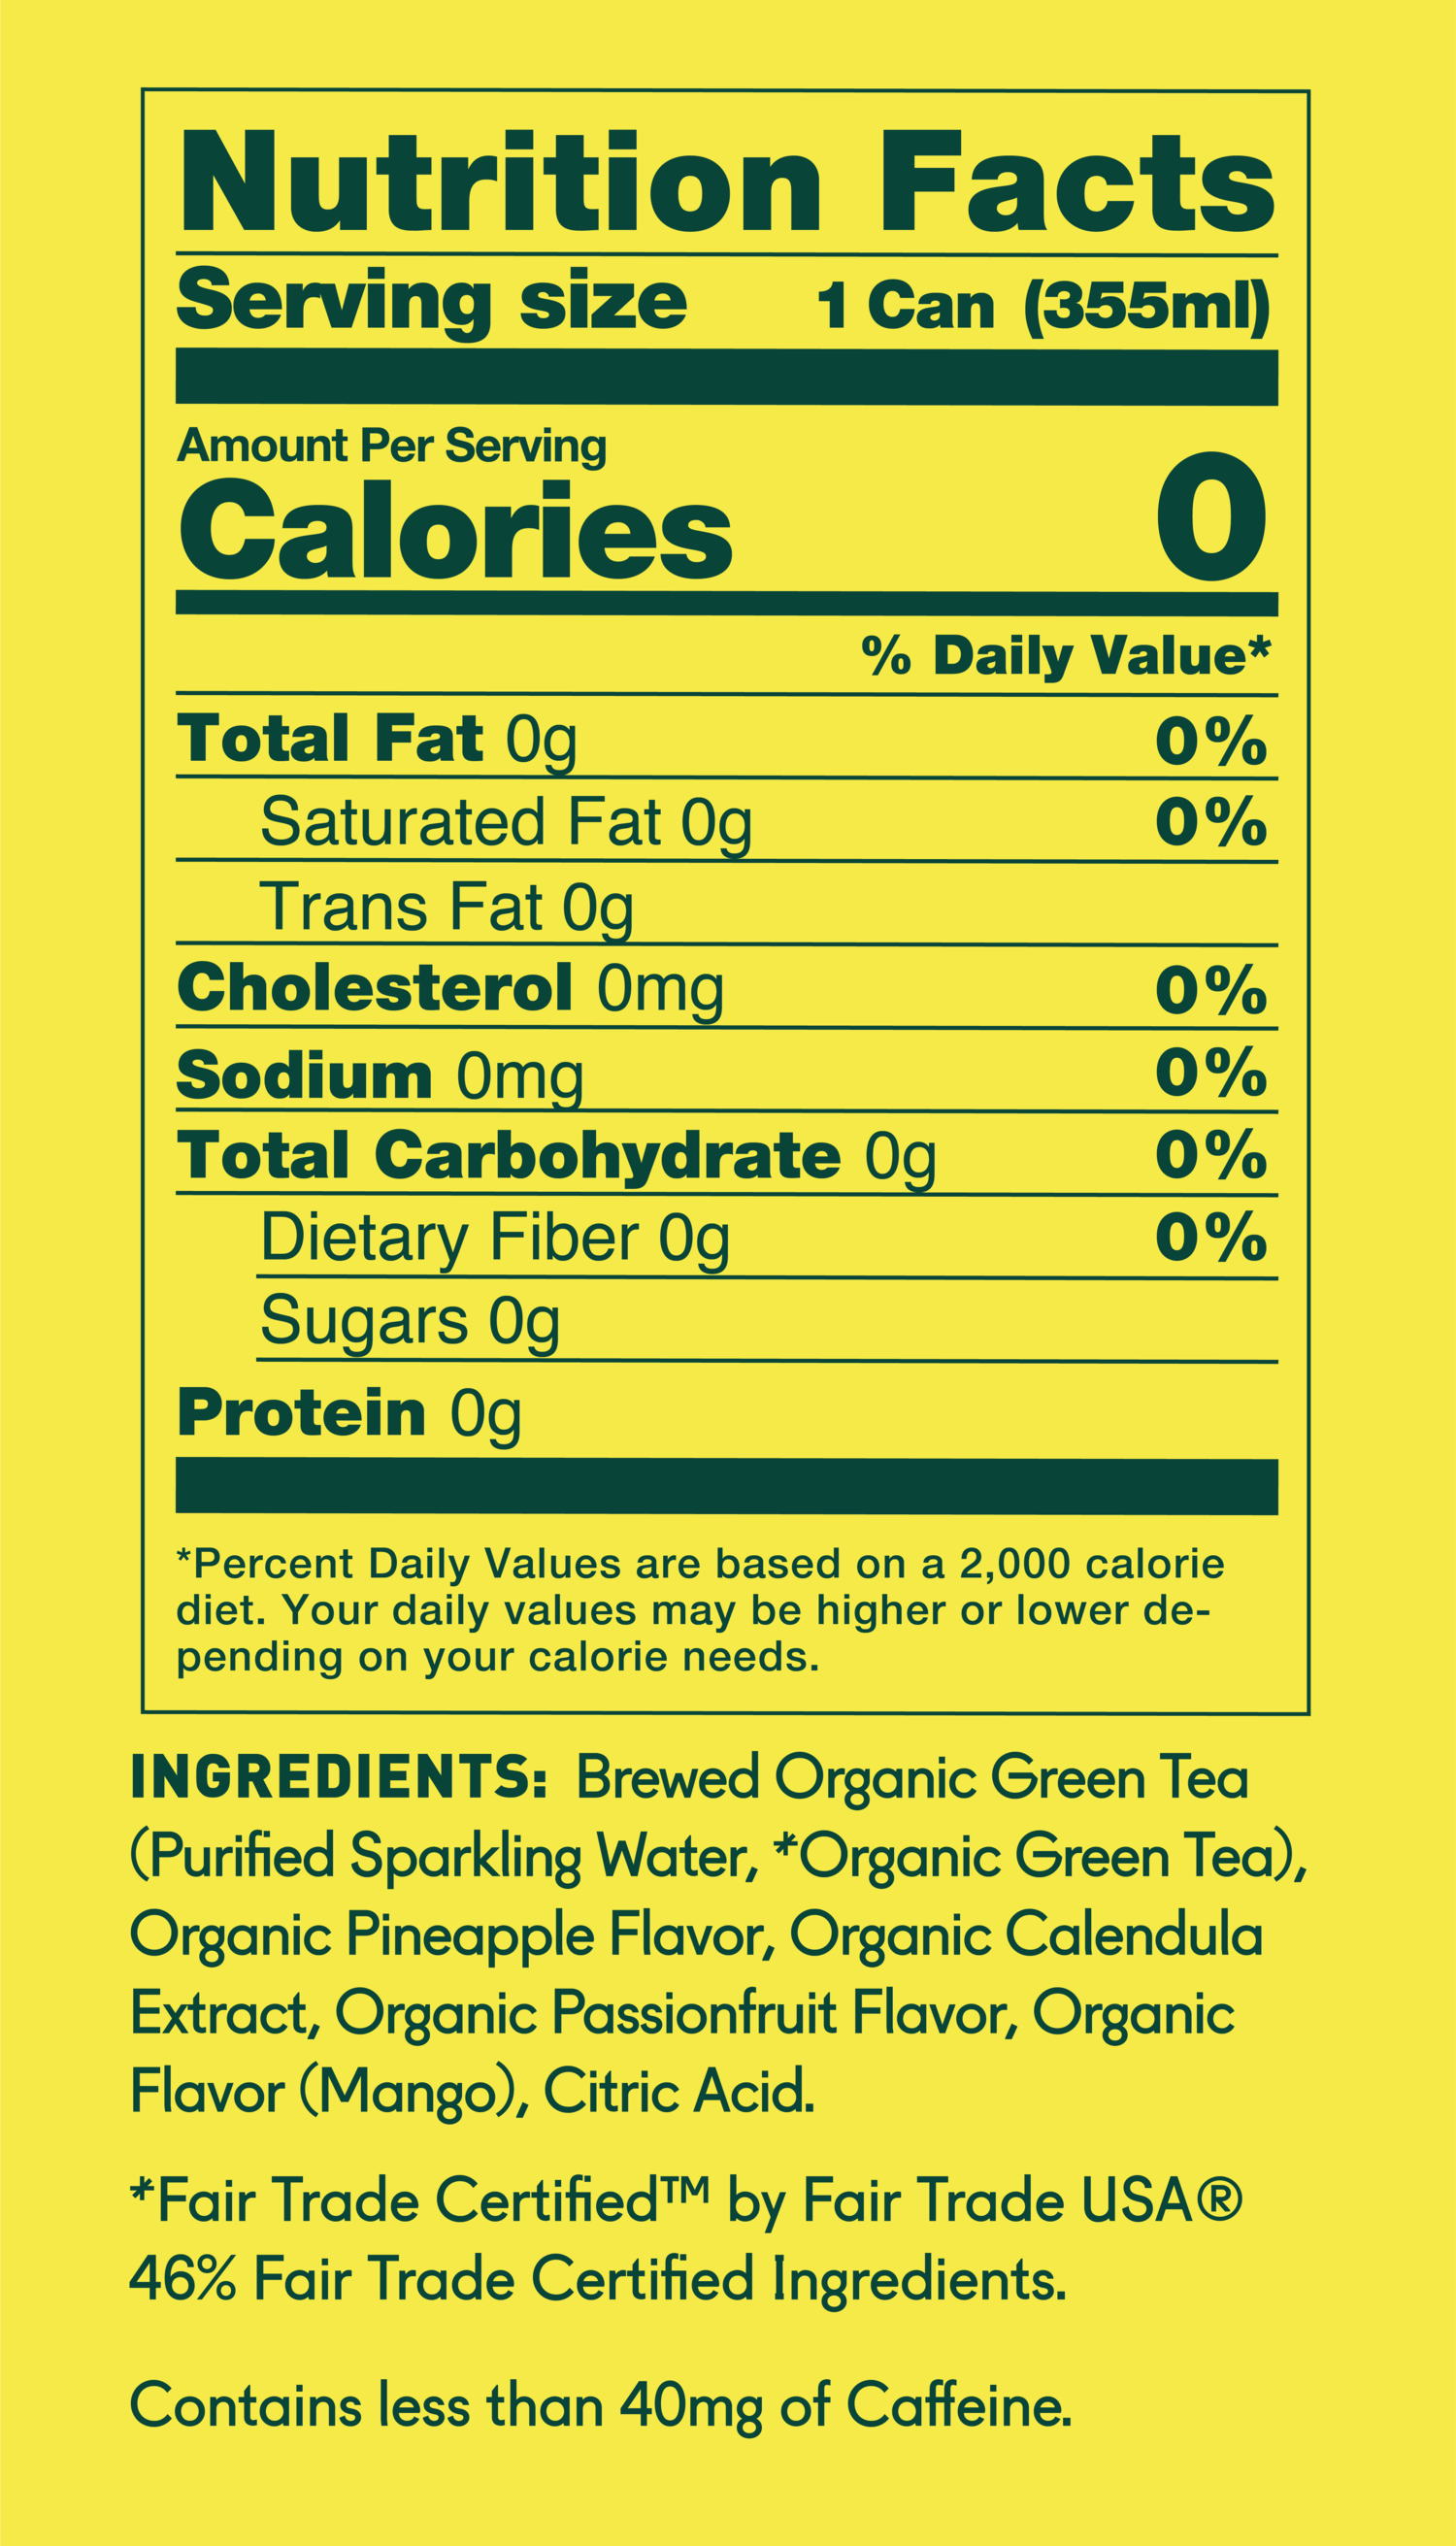 Nutrition Facts
Serving size 1 Can (355ml)
Amount Per Serving
Calories 0
% Daily Value*
Total Fat 0g 0%
Saturated Fat 0g 0%
Trans Fat 0g
Cholesterol 0mg 0%
Sodium 0mg 0%
Total Carbohydrate 0g 0%
Dietary Fiber 0g 0%
Sugars 0g
Protein 0g
*Percent Daily Values are based on a 2,000 calorie
diet. Your daily values may be higher or lower de-
pending on your calorie needs.
INGREDIENTS: Brewed Organic Green Tea
(Purified Sparkling Water, *Organic Green Tea),
Organic Pineapple Flavor, Organic Calendula
Extract, Organic Passionfruit Flavor, Organic
Flavor (Mango), Citric Acid.
*Fair Trade Certified™ by Fair Trade USA®
46% Fair Trade Certified Ingredients.
Contains less than 40mg of Caffeine.